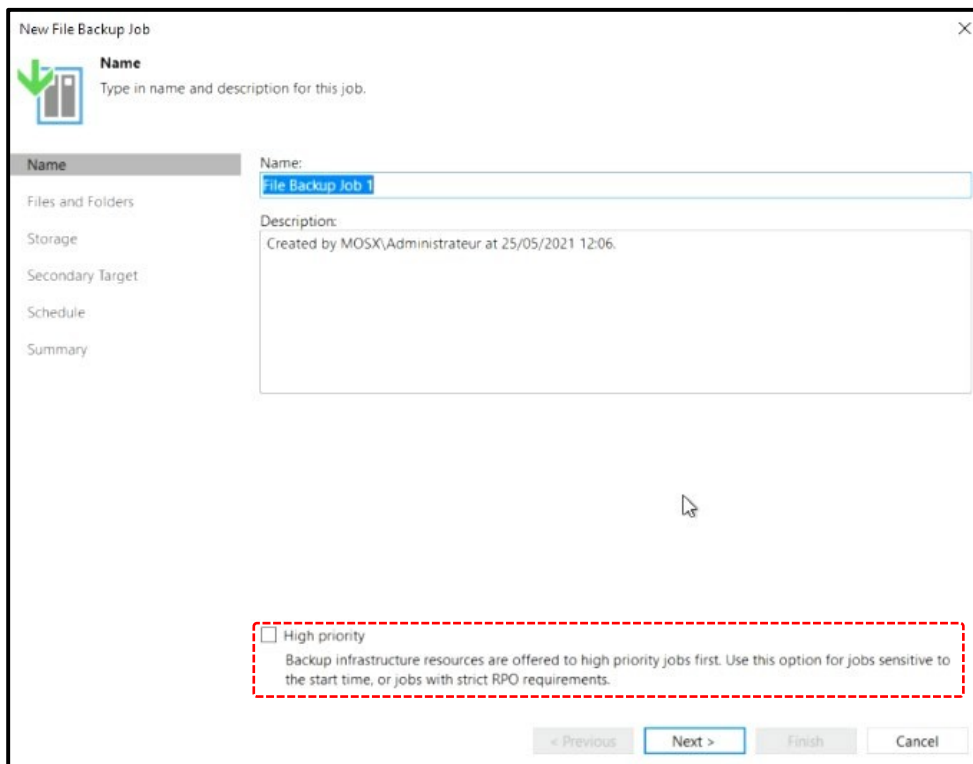 New File Backup Job
Name
Type in name and description for this job.
Name
Files and Folders
Storage
Secondary Target
Schedule
Summary
Name:
File Backup Job 1
Description:
Created by MOSX\Administrateur at 25/05/2021 12:06.
High priority
Backup infrastructure resources are offered to high priority jobs first. Use this option for jobs sensitive to
the start time, or jobs with strict RPO requirements.
< Previous
Next >
Finish
Cancel